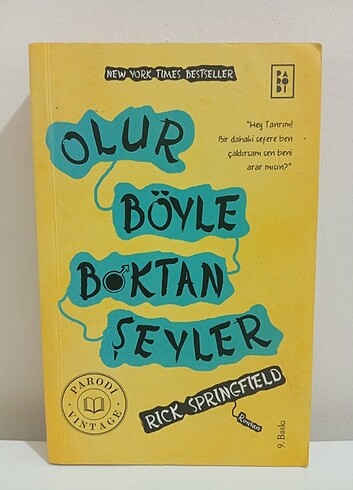 NEW YORK TIMES BESTSELLER
PARODİ
"Hey Tanrım!
Bir dahaki sefere ben
çaldırsam sen beni
arar mısın?"
OLUR
BÖYLE
BOKTAN
ŞEYLER
PARODİ VINTAGE
RICK SPRINGFIELD
Roman
9. Baskı